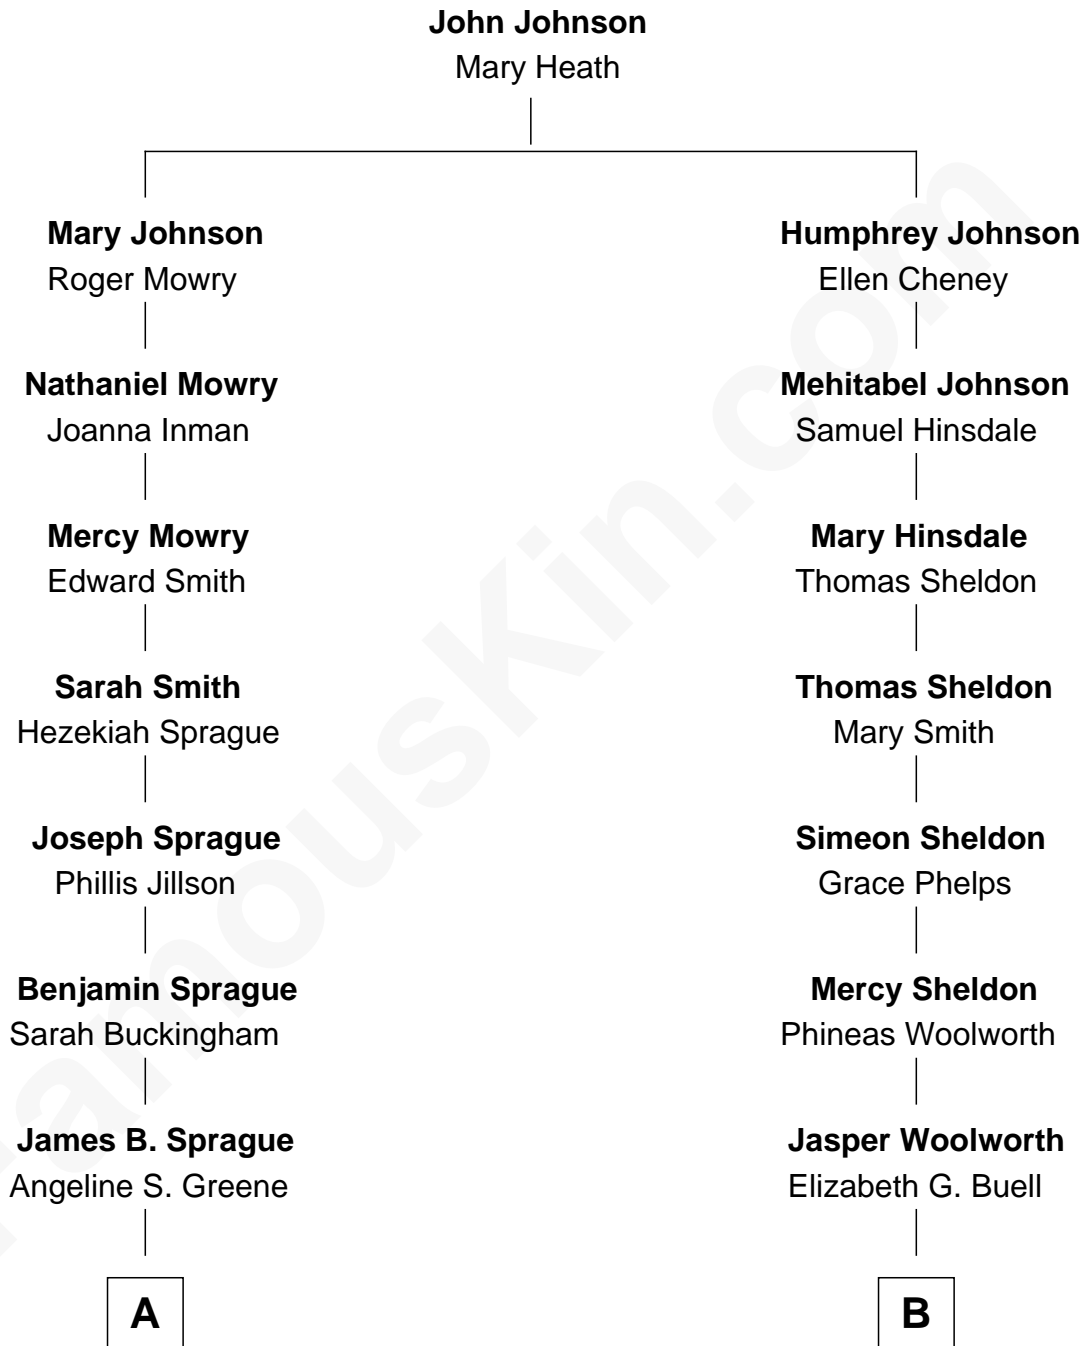 John Johnson
Mary Heath
Mary Johnson
Roger Mowry
Humphrey Johnson
Ellen Cheney
Nathaniel Mowry
Joanna Inman
Mehitabel Johnson
Samuel Hinsdale
Mercy Mowry
Edward Smith
Mary Hinsdale
Thomas Sheldon
Sarah Smith
Hezekiah Sprague
Thomas Sheldon
Mary Smith
Joseph Sprague
Phillis Jillson
Simeon Sheldon
Grace Phelps
Benjamin Sprague
Sarah Buckingham
Mercy Sheldon
Phineas Woolworth
James B. Sprague
Angeline S. Greene
Jasper Woolworth
Elizabeth G. Buell
A
B
FamousKin.com